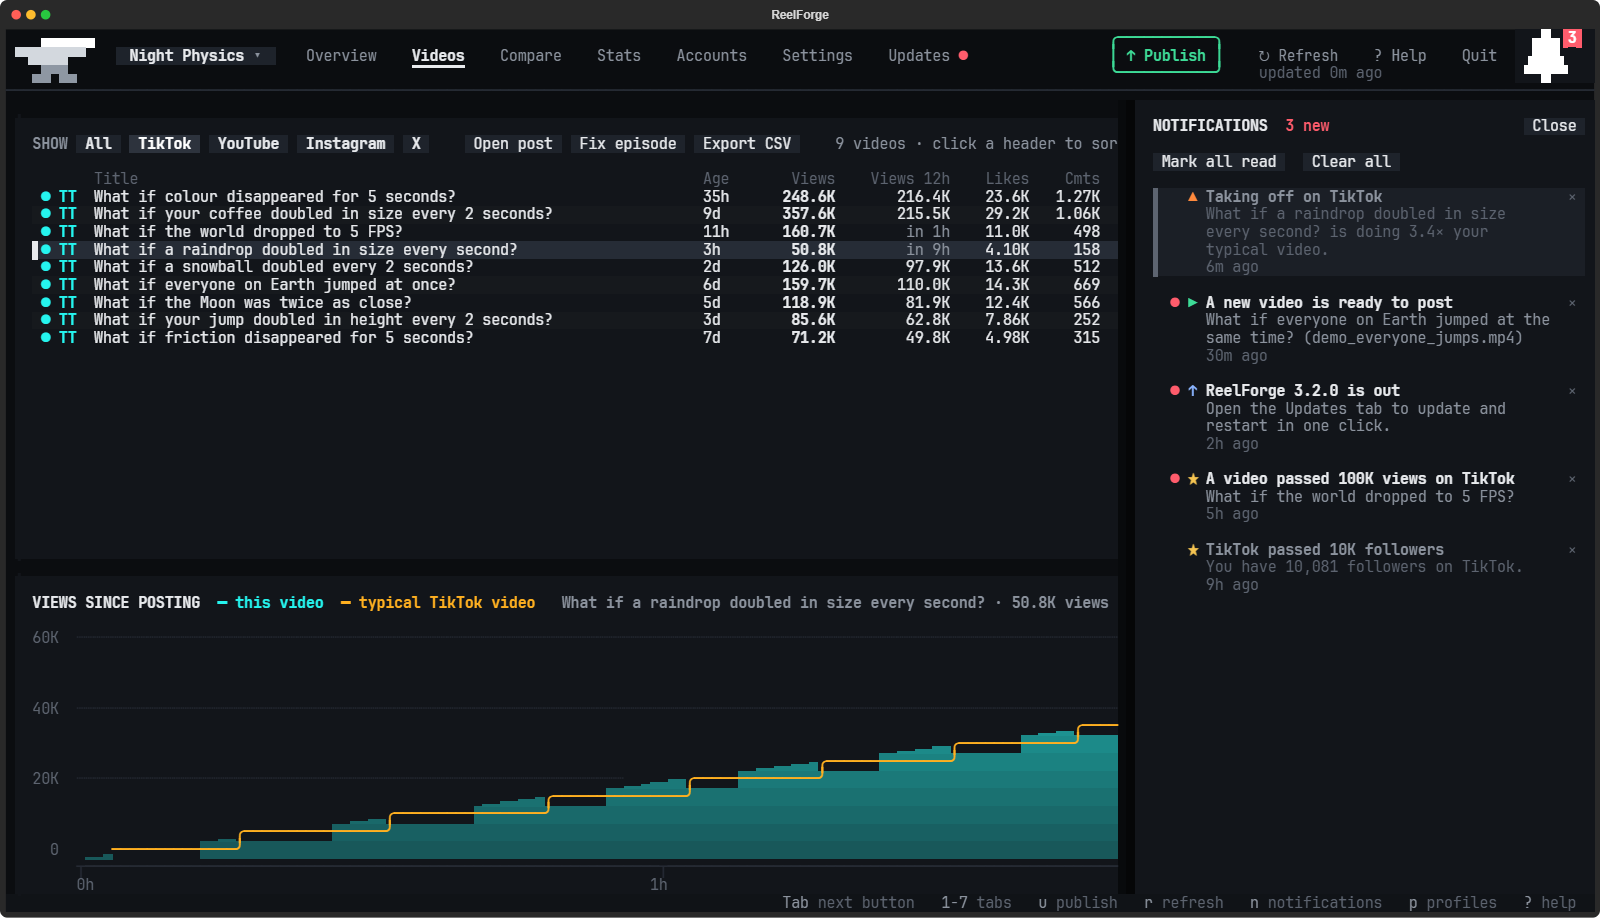 ReelForge
Night Physics ▾ Overview Videos Compare Stats Accounts Settings Updates ● ↑ Publish ↻ Refresh ? Help Quit 3
updated 0m ago
SHOW All TikTok YouTube Instagram X Open post Fix episode Export CSV 9 videos · click a header to sor
Title Age Views Views 12h Likes Cmts
● TT What if colour disappeared for 5 seconds? 35h 248.6K 216.4K 23.6K 1.27K
● TT What if your coffee doubled in size every 2 seconds? 9d 357.6K 215.5K 29.2K 1.06K
● TT What if the world dropped to 5 FPS? 11h 160.7K in 1h 11.0K 498
● TT What if a raindrop doubled in size every second? 3h 50.8K in 9h 4.10K 158
● TT What if a snowball doubled every 2 seconds? 2d 126.0K 97.9K 13.6K 512
● TT What if everyone on Earth jumped at once? 6d 159.7K 110.0K 14.3K 669
● TT What if the Moon was twice as close? 5d 118.9K 81.9K 12.4K 566
● TT What if your jump doubled in height every 2 seconds? 3d 85.6K 62.8K 7.86K 252
● TT What if friction disappeared for 5 seconds? 7d 71.2K 49.8K 4.98K 315
VIEWS SINCE POSTING — this video — typical TikTok video What if a raindrop doubled in size every second? · 50.8K views
60K
40K
20K
0
0h 1h
NOTIFICATIONS 3 new Close
Mark all read Clear all
▲ Taking off on TikTok ×
What if a raindrop doubled in size
every second? is doing 3.4× your
typical video.
6m ago
● ▶ A new video is ready to post ×
What if everyone on Earth jumped at the
same time? (demo_everyone_jumps.mp4)
30m ago
● ↑ ReelForge 3.2.0 is out ×
Open the Updates tab to update and
restart in one click.
2h ago
● ★ A video passed 100K views on TikTok ×
What if the world dropped to 5 FPS?
5h ago
★ TikTok passed 10K followers ×
You have 10,081 followers on TikTok.
9h ago
Tab next button 1-7 tabs u publish r refresh n notifications p profiles ? help